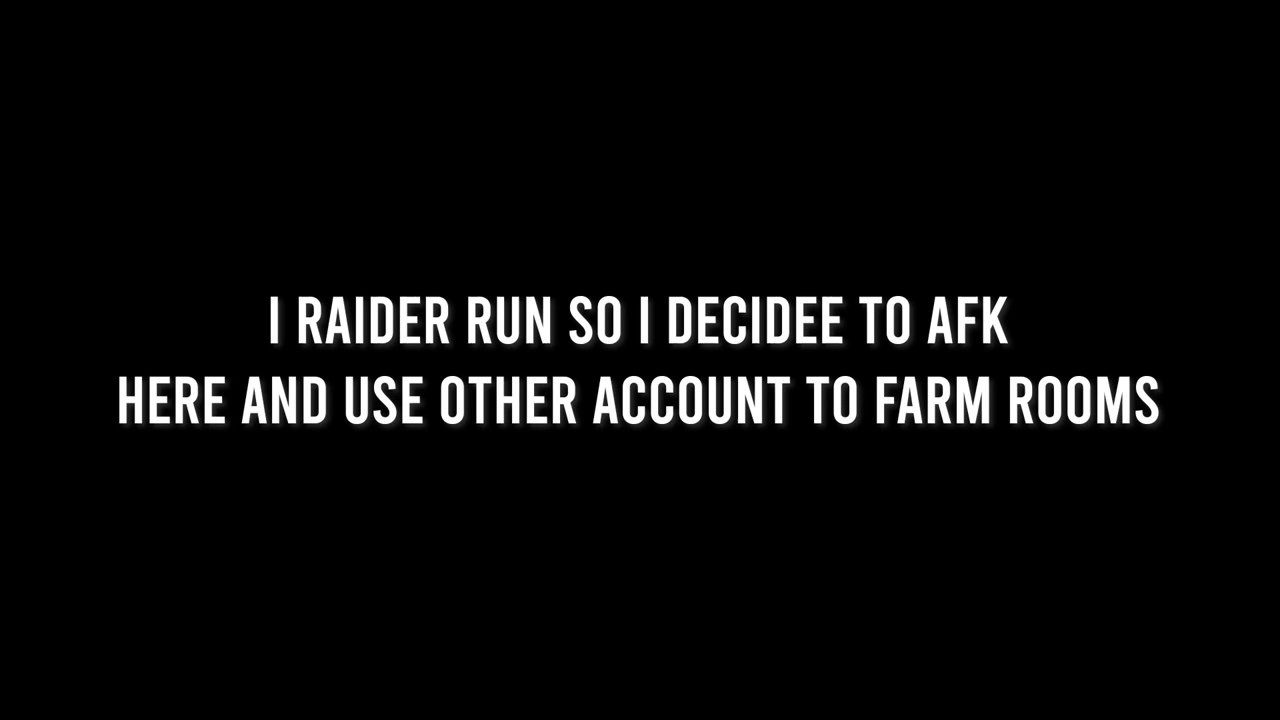 I RAIDER RUN SO I DECIDEE TO AFK
HERE AND USE OTHER ACCOUNT TO FARM ROOMS